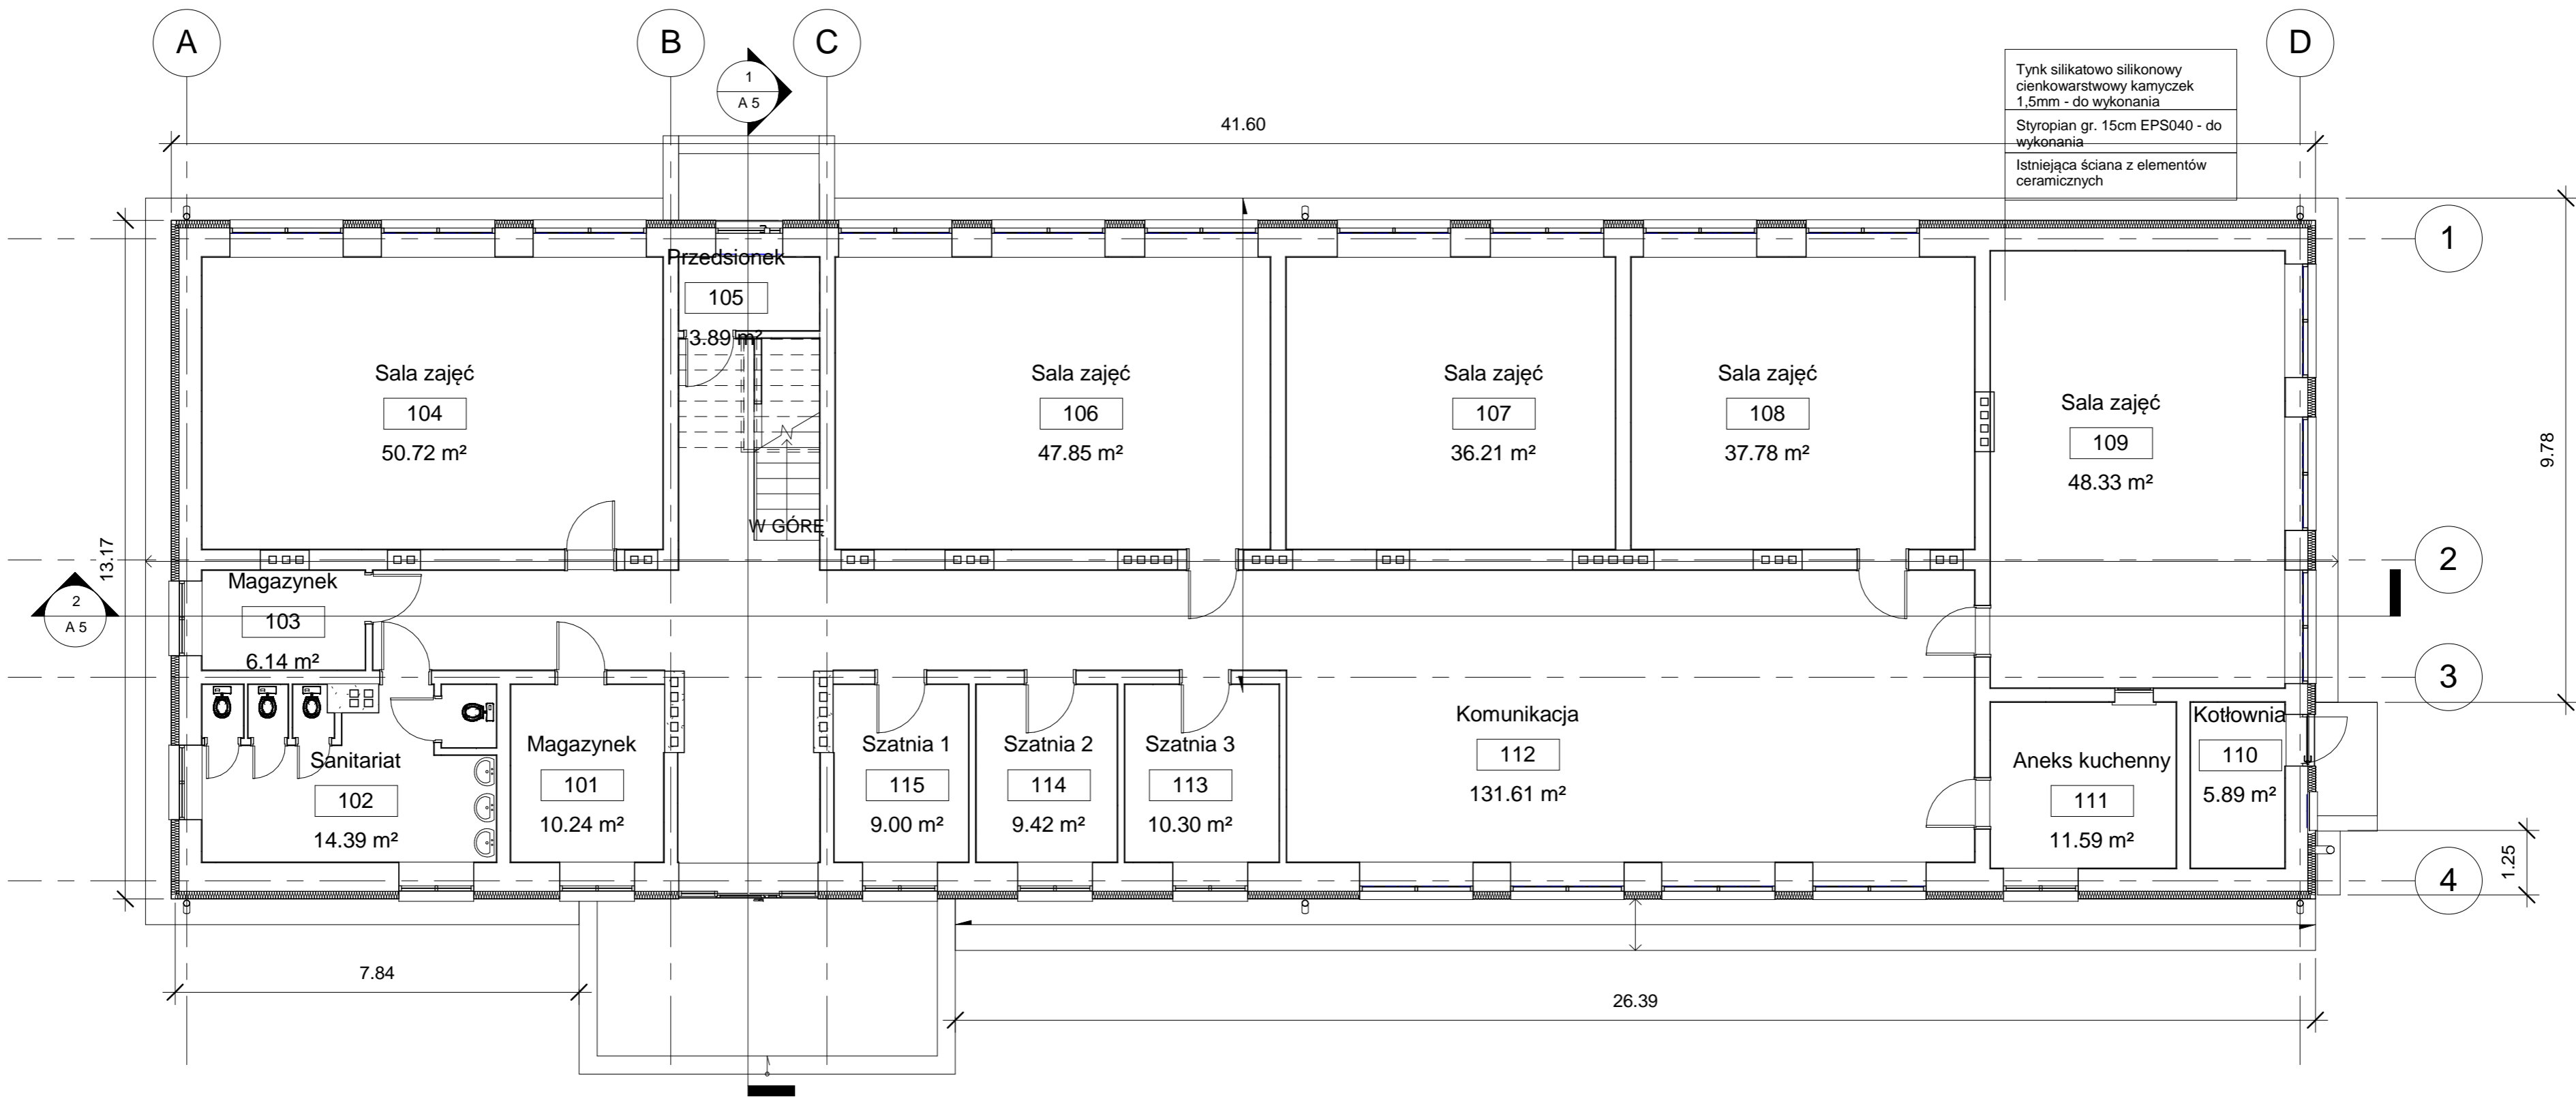 A
B
C
D
1
A 5
Tynk silikatowo silikonowy
cienkowarstwowy kamyczek
1,5mm - do wykonania
Styropian gr. 15cm EPS040 - do
wykonania
Istniejąca ściana z elementów
ceramicznych
41.60
1
Przedsionek
105
3.89 m²
Sala zajęć
104
50.72 m²
Sala zajęć
106
47.85 m²
Sala zajęć
107
36.21 m²
Sala zajęć
108
37.78 m²
Sala zajęć
109
48.33 m²
9.78
W GÓRĘ
13.17
2
2
A 5
Magazynek
103
6.14 m²
3
Sanitariat
102
14.39 m²
Magazynek
101
10.24 m²
Szatnia 1
115
9.00 m²
Szatnia 2
114
9.42 m²
Szatnia 3
113
10.30 m²
Komunikacja
112
131.61 m²
Aneks kuchenny
111
11.59 m²
Kotłownia
110
5.89 m²
1.25
4
7.84
26.39